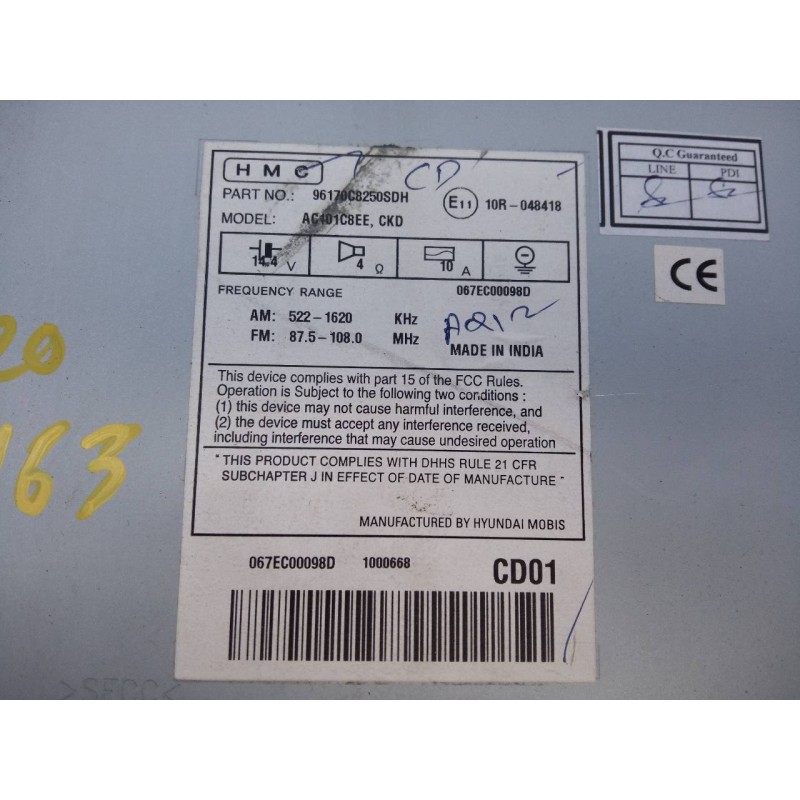 HMC
CD
PART NO.: 96170C8250SDH
E11 10R-048418
MODEL: AC101C8EE, CKD
14.4 V
4 Ω
10 A
FREQUENCY RANGE
067EC00098D
AM: 522-1620 KHz
FM: 87.5-108.0 MHz
MADE IN INDIA
This device complies with part 15 of the FCC Rules.
Operation is Subject to the following two conditions :
(1) this device may not cause harmful interference, and
(2) the device must accept any interference received,
including interference that may cause undesired operation
" THIS PRODUCT COMPLIES WITH DHHS RULE 21 CFR
SUBCHAPTER J IN EFFECT OF DATE OF MANUFACTURE "
MANUFACTURED BY HYUNDAI MOBIS
067EC00098D 1000668 CD01
Q.C Guaranteed
LINE PDI
CE
20
163
>SECC<